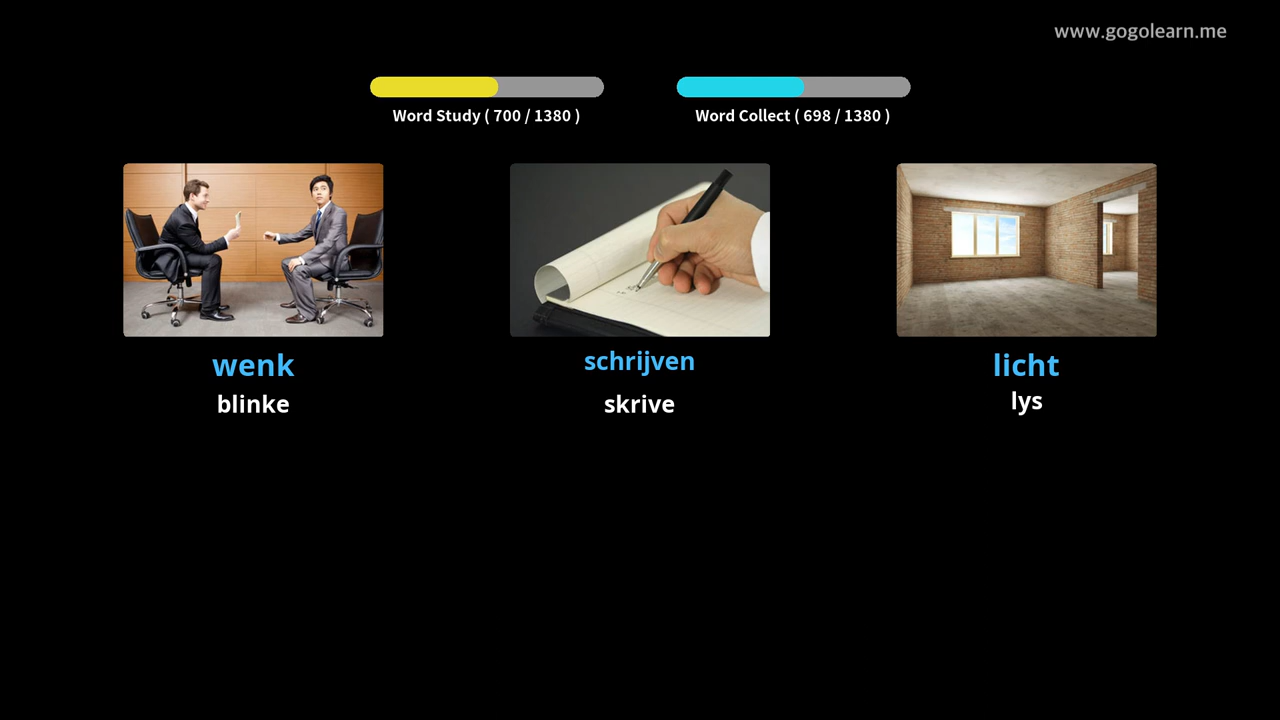 www.gogolearn.me
Word Study ( 700 / 1380 )
Word Collect ( 698 / 1380 )
wenk
blinke
schrijven
skrive
licht
lys